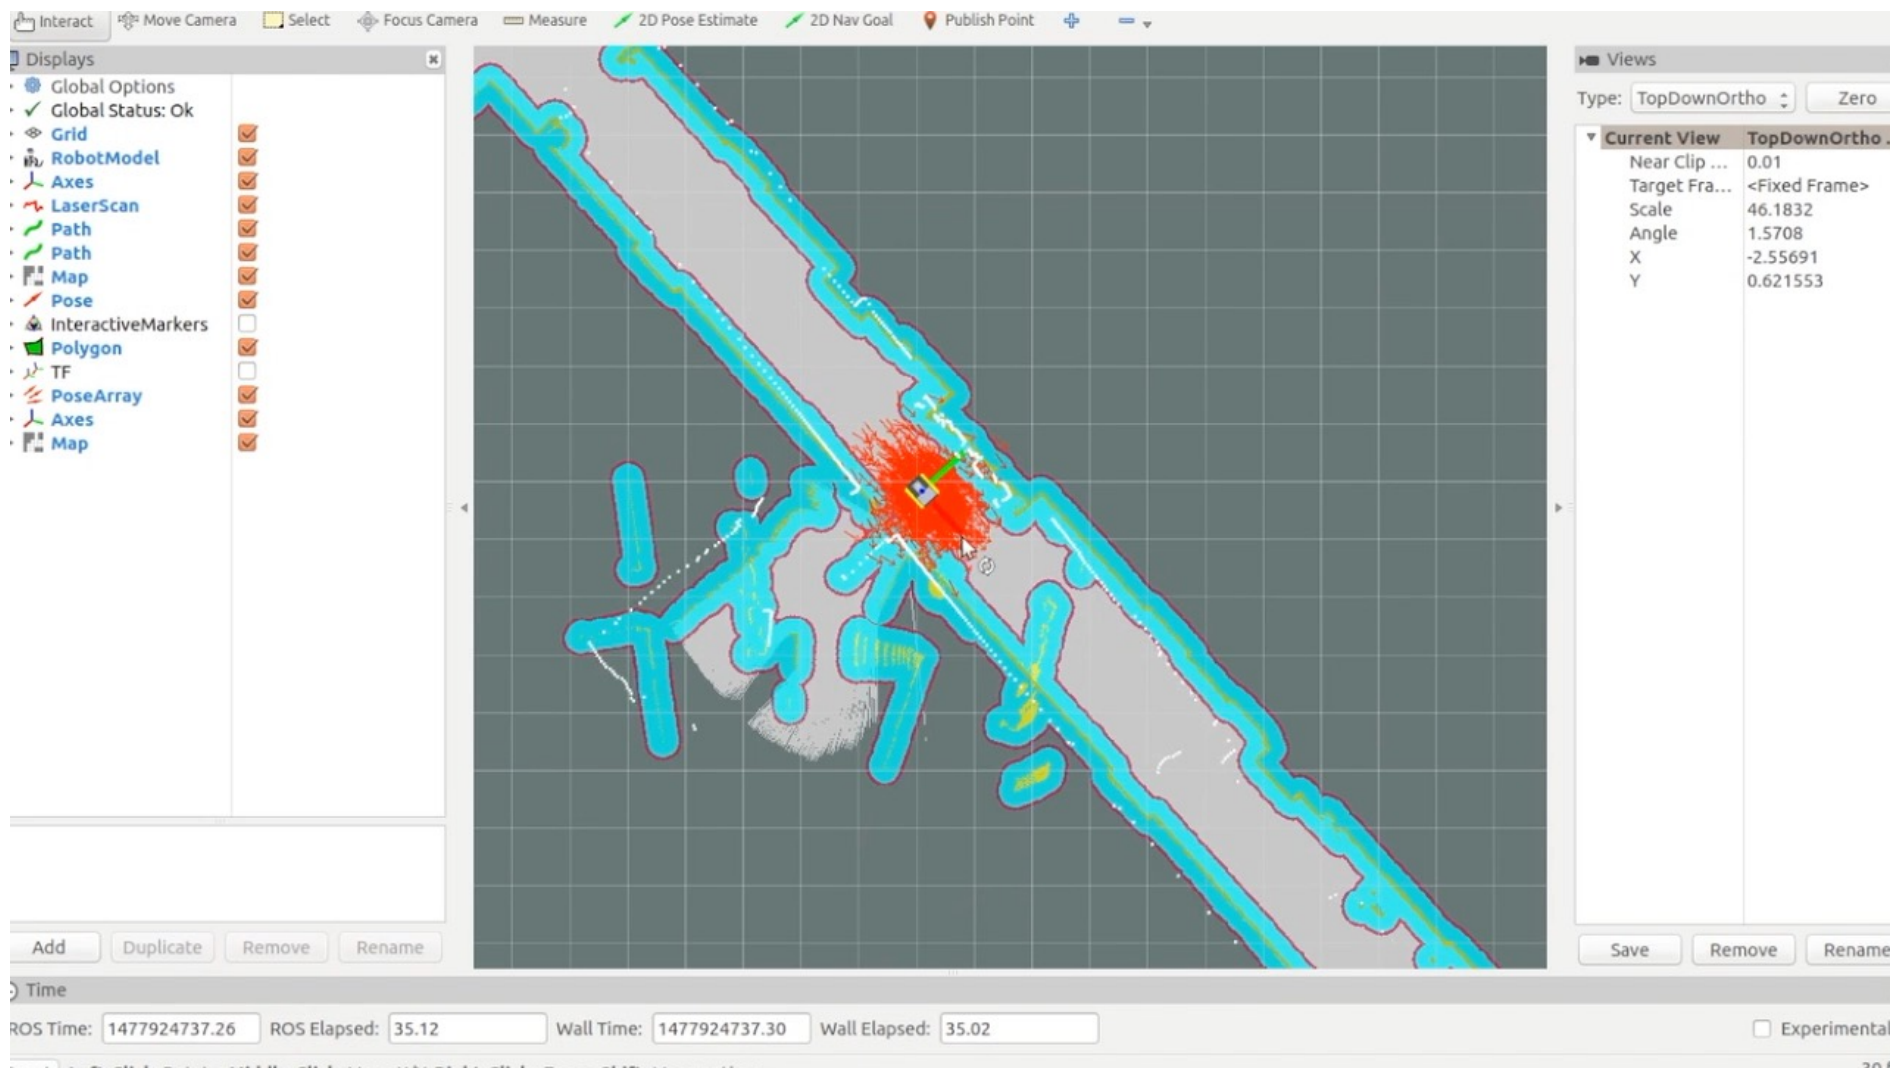 Interact Move Camera Select Focus Camera Measure 2D Pose Estimate 2D Nav Goal Publish Point
Displays
Global Options
Global Status: Ok
Grid
RobotModel
Axes
LaserScan
Path
Path
Map
Pose
InteractiveMarkers
Polygon
TF
PoseArray
Axes
Map
Add Duplicate Remove Rename
Views
Type: TopDownOrtho Zero
Current View TopDownOrtho ...
Near Clip ... 0.01
Target Fra... <Fixed Frame>
Scale 46.1832
Angle 1.5708
X -2.55691
Y 0.621553
Save Remove Rename
Time
ROS Time: 1477924737.26 ROS Elapsed: 35.12 Wall Time: 1477924737.30 Wall Elapsed: 35.02 Experimental